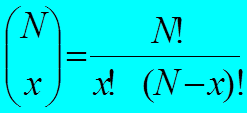 (N x) = N! / x! (N−x)!